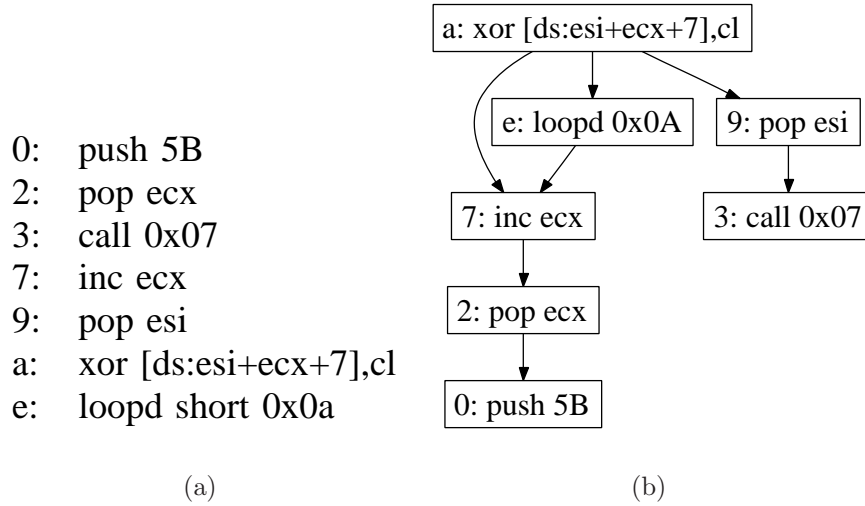 a: xor [ds:esi+ecx+7],cl
e: loopd 0x0A
9: pop esi
7: inc ecx
3: call 0x07
2: pop ecx
0: push 5B
0: push 5B
2: pop ecx
3: call 0x07
7: inc ecx
9: pop esi
a: xor [ds:esi+ecx+7],cl
e: loopd short 0x0a
(a)
(b)